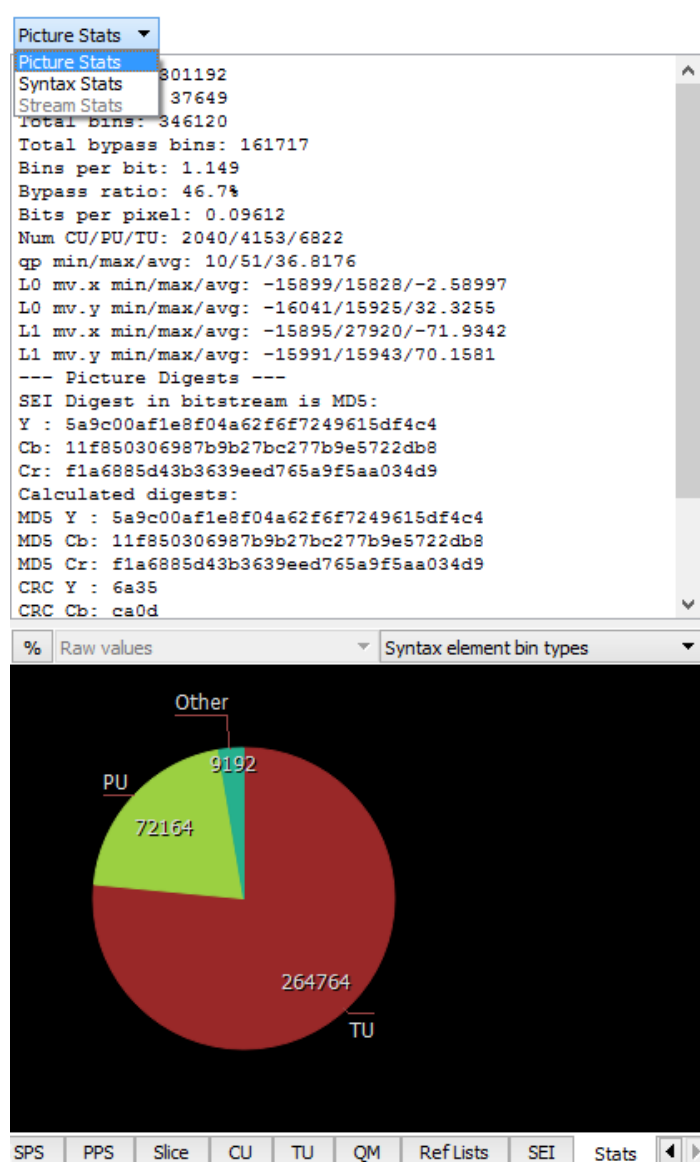 Picture Stats
Picture Stats
Syntax Stats
Stream Stats
301192
37649
Total bins: 346120
Total bypass bins: 161717
Bins per bit: 1.149
Bypass ratio: 46.7%
Bits per pixel: 0.09612
Num CU/PU/TU: 2040/4153/6822
qp min/max/avg: 10/51/36.8176
L0 mv.x min/max/avg: -15899/15828/-2.58997
L0 mv.y min/max/avg: -16041/15925/32.3255
L1 mv.x min/max/avg: -15895/27920/-71.9342
L1 mv.y min/max/avg: -15991/15943/70.1581
--- Picture Digests ---
SEI Digest in bitstream is MD5:
Y : 5a9c00af1e8f04a62f6f7249615df4c4
Cb: 11f850306987b9b27bc277b9e5722db8
Cr: f1a6885d43b3639eed765a9f5aa034d9
Calculated digests:
MD5 Y : 5a9c00af1e8f04a62f6f7249615df4c4
MD5 Cb: 11f850306987b9b27bc277b9e5722db8
MD5 Cr: f1a6885d43b3639eed765a9f5aa034d9
CRC Y : 6a35
CRC Cb: ca0d
% Raw values Syntax element bin types
Other
9192
PU
72164
264764
TU
SPS PPS Slice CU TU QM Ref Lists SEI Stats